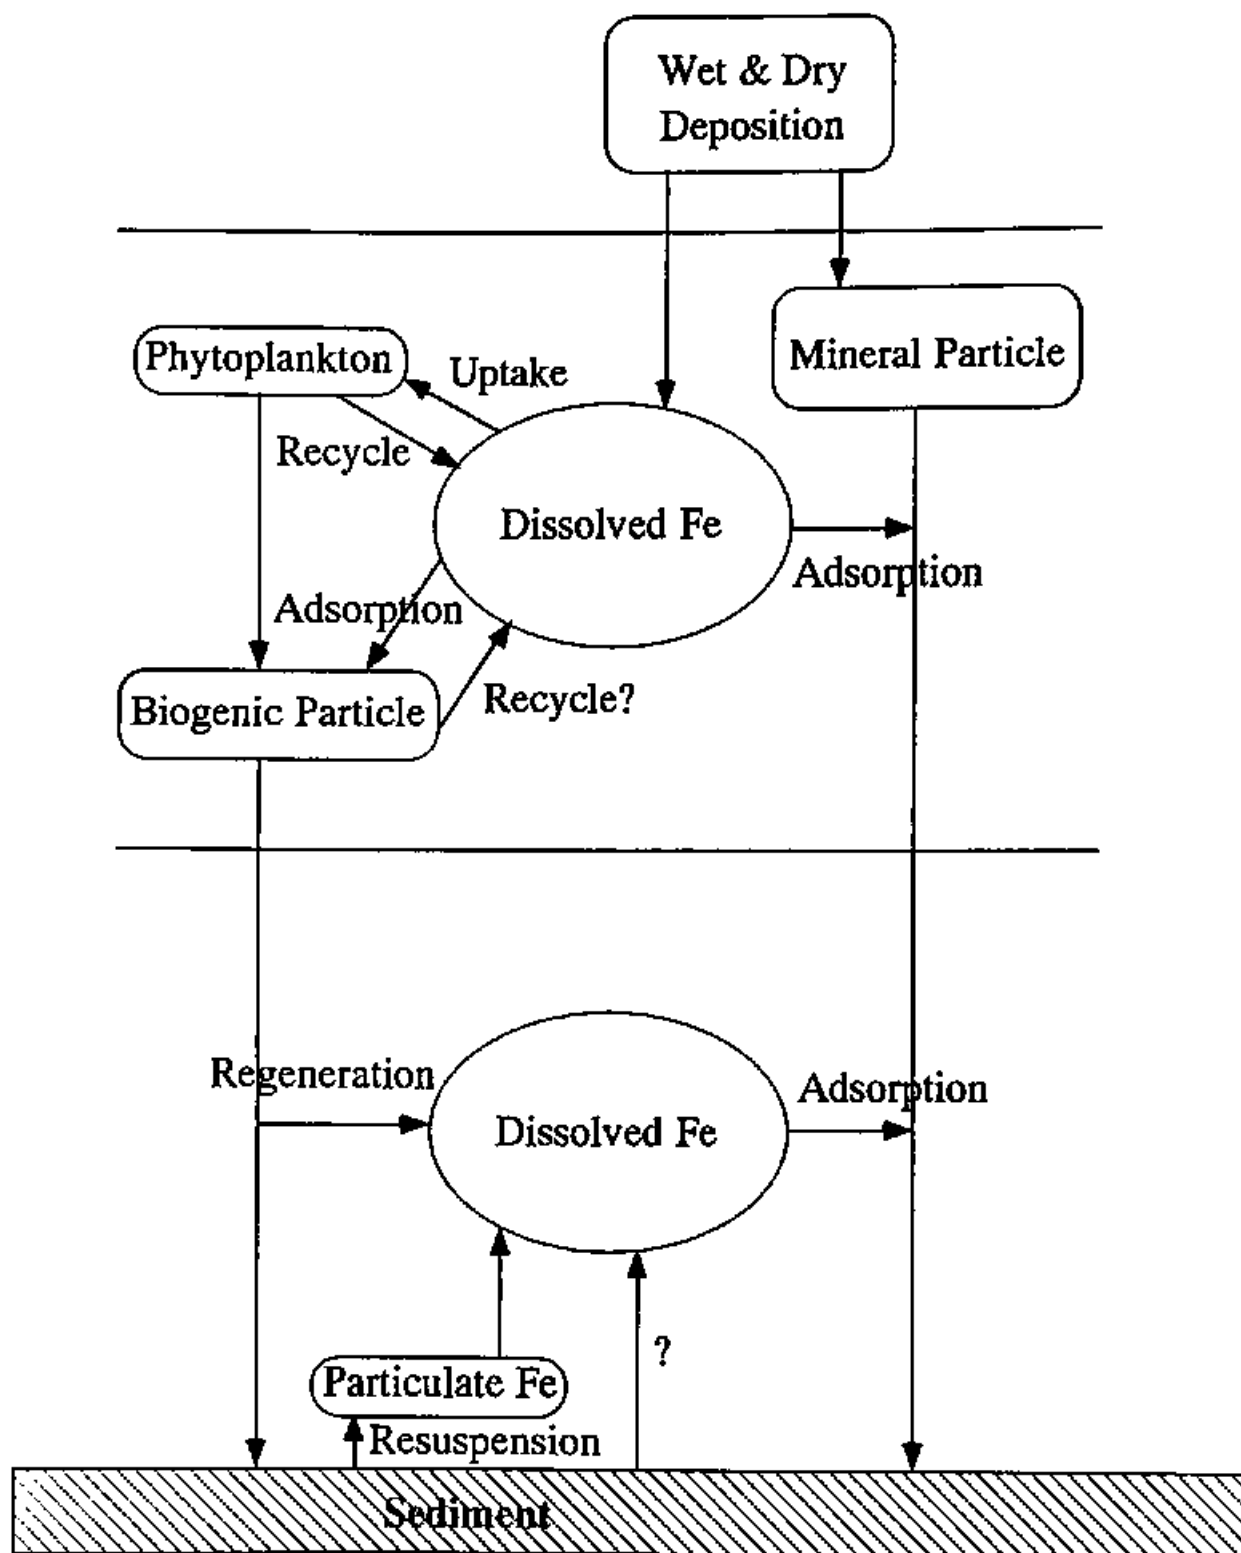 Wet & Dry
Deposition
Phytoplankton
Uptake
Mineral Particle
Recycle
Dissolved Fe
Adsorption
Adsorption
Biogenic Particle
Recycle?
Regeneration
Adsorption
Dissolved Fe
?
Particulate Fe
Resuspension
Sediment